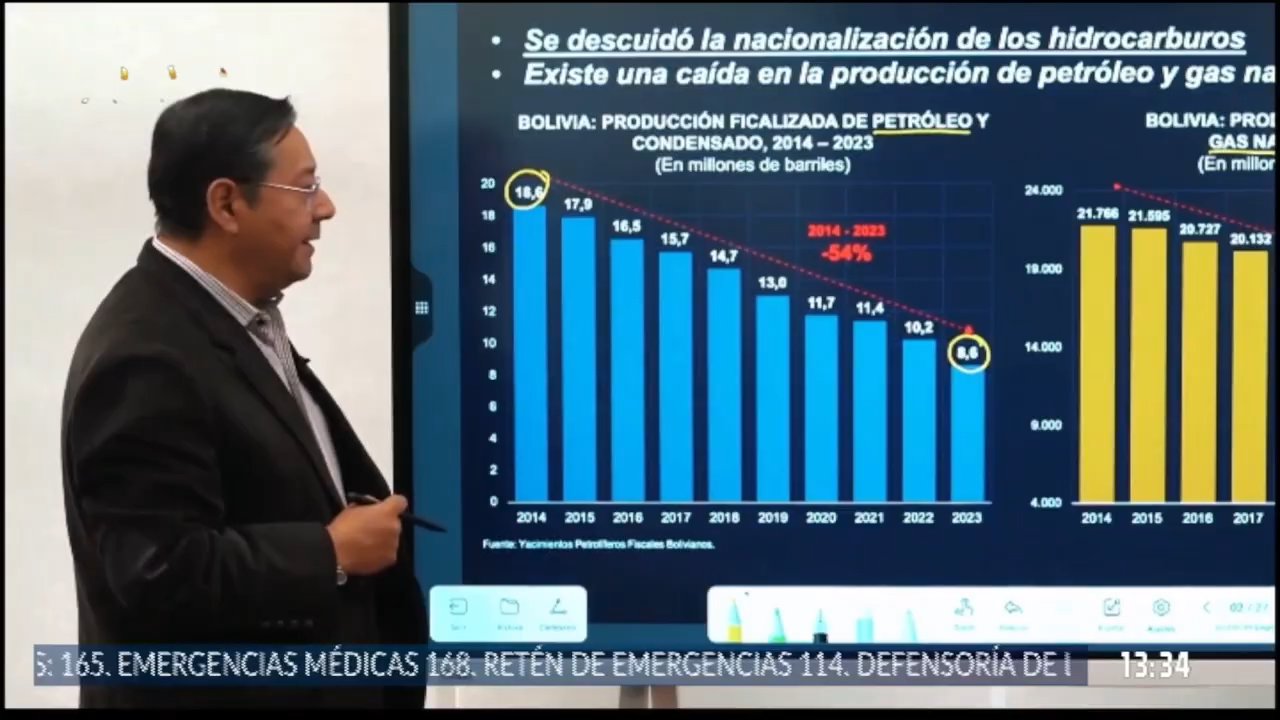 • Se descuidó la nacionalización de los hidrocarburos
• Existe una caída en la producción de petróleo y gas na
BOLIVIA: PRODUCCIÓN FICALIZADA DE PETRÓLEO Y
CONDENSADO, 2014 – 2023
(En millones de barriles)
20
18
16
14
12
10
8
6
4
2
0
18,6
17,9
16,5
15,7
14,7
13,0
11,7
11,4
10,2
8,6
2014 - 2023
-54%
2014 2015 2016 2017 2018 2019 2020 2021 2022 2023
Fuente: Yacimientos Petrolíferos Fiscales Bolivianos.
BOLIVIA: PROD
GAS NA
(En millon
24.000
19.000
14.000
9.000
4.000
21.766
21.595
20.727
20.132
2014 2015 2016 2017
S: 165. EMERGENCIAS MÉDICAS 168. RETÉN DE EMERGENCIAS 114. DEFENSORÍA DE
13:34